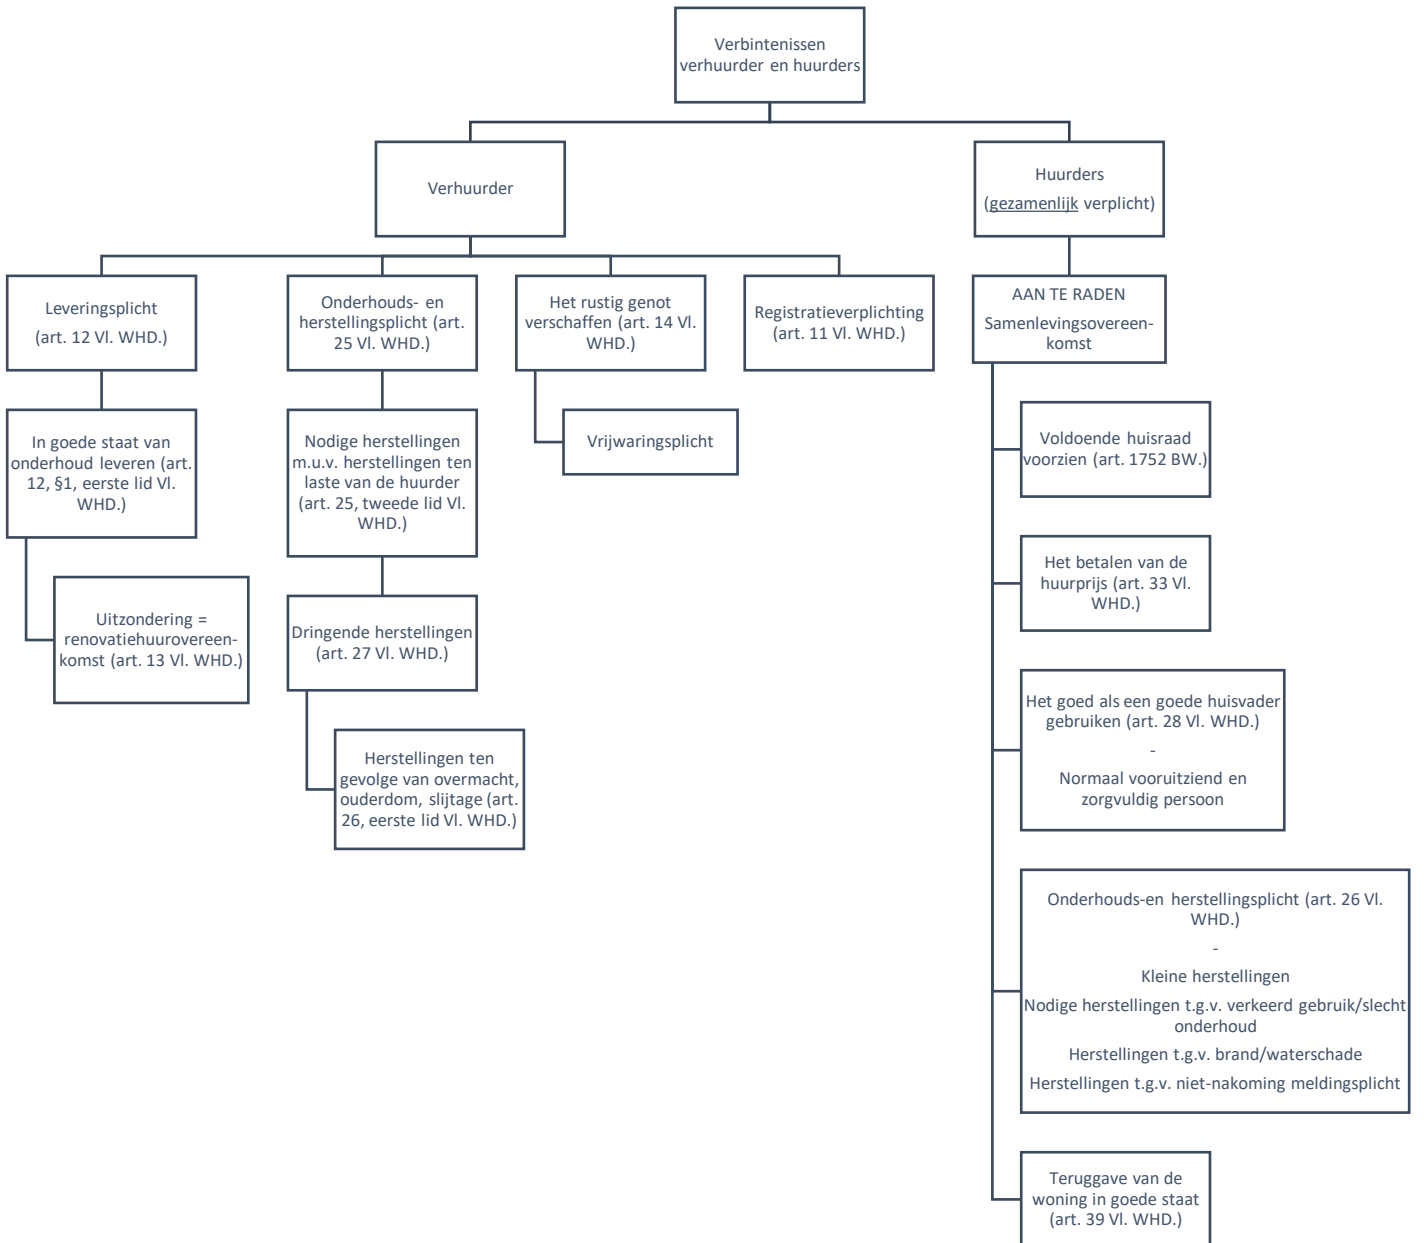 Verbintenissen
verhuurder en huurders
Verhuurder
Huurders
(gezamenlijk verplicht)
Leveringsplicht
(art. 12 Vl. WHD.)
Onderhouds- en
herstellingsplicht (art.
25 Vl. WHD.)
Het rustig genot
verschaffen (art. 14 Vl.
WHD.)
Registratieverplichting
(art. 11 Vl. WHD.)
AAN TE RADEN
Samenlevingsovereen-
komst
In goede staat van
onderhoud leveren (art.
12, §1, eerste lid Vl.
WHD.)
Uitzondering =
renovatiehuurovereen-
komst (art. 13 Vl. WHD.)
Nodige herstellingen
m.u.v. herstellingen ten
laste van de huurder
(art. 25, tweede lid Vl.
WHD.)
Dringende herstellingen
(art. 27 Vl. WHD.)
Herstellingen ten
gevolge van overmacht,
ouderdom, slijtage (art.
26, eerste lid Vl. WHD.)
Vrijwaringsplicht
Voldoende huisraad
voorzien (art. 1752 BW.)
Het betalen van de
huurprijs (art. 33 Vl.
WHD.)
Het goed als een goede huisvader
gebruiken (art. 28 Vl. WHD.)
-
Normaal vooruitziend en
zorgvuldig persoon
Onderhouds-en herstellingsplicht (art. 26 Vl.
WHD.)
-
Kleine herstellingen
Nodige herstellingen t.g.v. verkeerd gebruik/slecht
onderhoud
Herstellingen t.g.v. brand/waterschade
Herstellingen t.g.v. niet-nakoming meldingsplicht
Teruggave van de
woning in goede staat
(art. 39 Vl. WHD.)